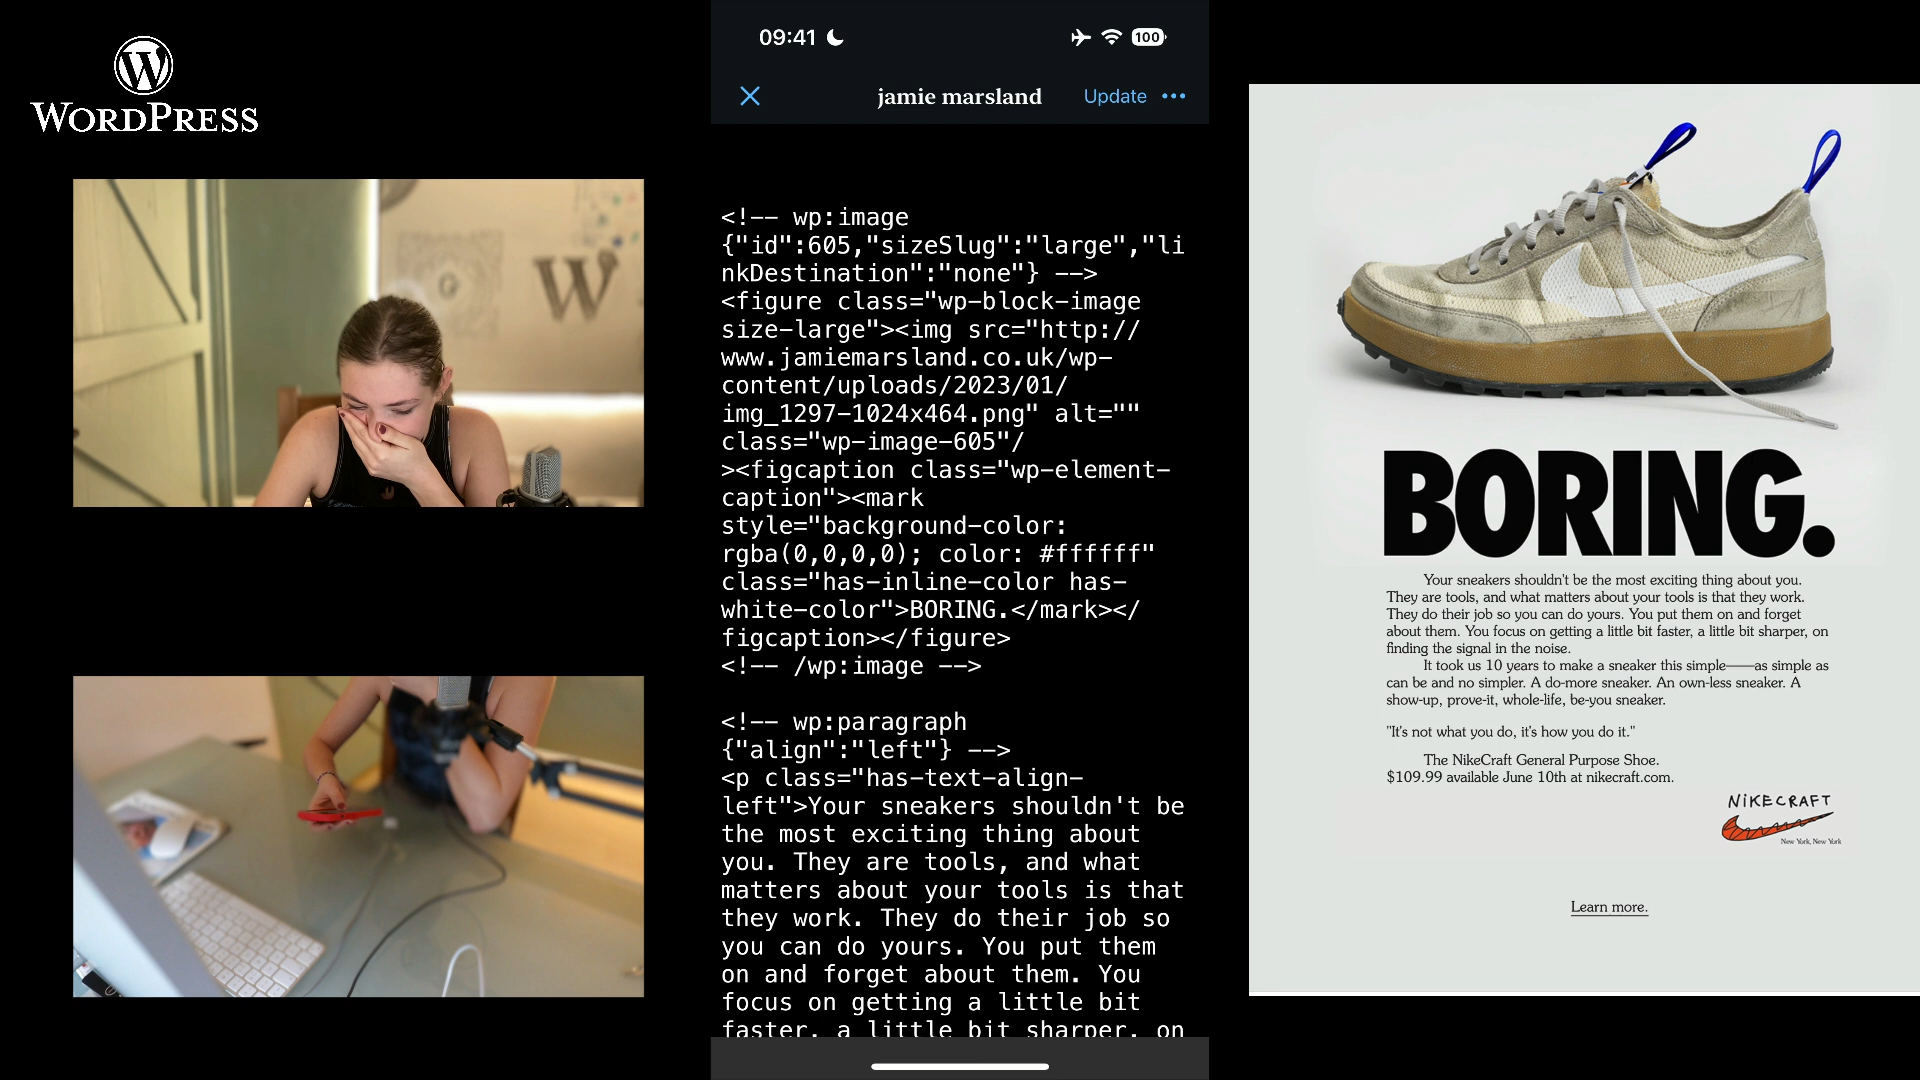 WORDPRESS
W
09:41
100
jamie marsland
Update
<!-- wp:image
{"id":605,"sizeSlug":"large","li
nkDestination":"none"} -->
<figure class="wp-block-image
size-large"><img src="http://
www.jamiemarsland.co.uk/wp-
content/uploads/2023/01/
img_1297-1024x464.png" alt=""
class="wp-image-605"/
><figcaption class="wp-element-
caption"><mark
style="background-color:
rgba(0,0,0,0); color: #ffffff"
class="has-inline-color has-
white-color">BORING.</mark></
figcaption></figure>
<!-- /wp:image -->
<!-- wp:paragraph
{"align":"left"} -->
<p class="has-text-align-
left">Your sneakers shouldn't be
the most exciting thing about
you. They are tools, and what
matters about your tools is that
they work. They do their job so
you can do yours. You put them
on and forget about them. You
focus on getting a little bit
faster, a little bit sharper, on
BORING.
Your sneakers shouldn't be the most exciting thing about you.
They are tools, and what matters about your tools is that they work.
They do their job so you can do yours. You put them on and forget
about them. You focus on getting a little bit faster, a little bit sharper, on
finding the signal in the noise.
It took us 10 years to make a sneaker this simple——as simple as
can be and no simpler. A do-more sneaker. An own-less sneaker. A
show-up, prove-it, whole-life, be-you sneaker.
"It's not what you do, it's how you do it."
The NikeCraft General Purpose Shoe.
$109.99 available June 10th at nikecraft.com.
NIKECRAFT
New York, New York
Learn more.